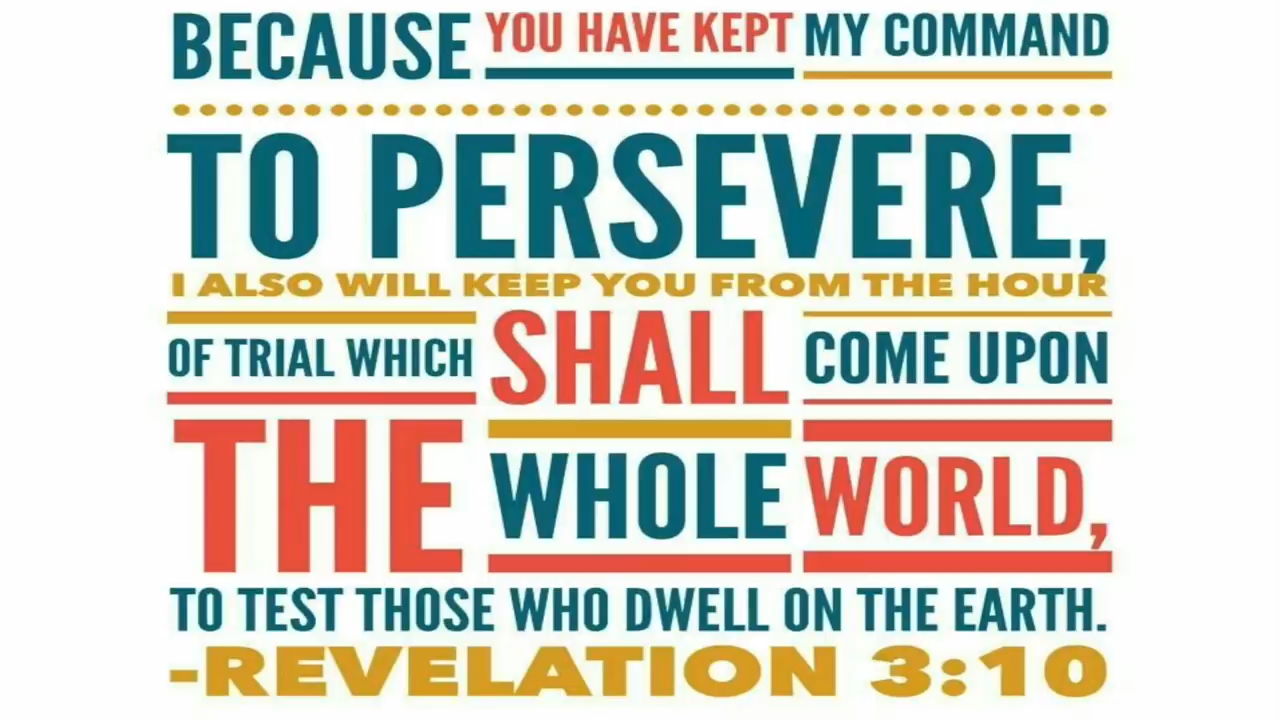 BECAUSE YOU HAVE KEPT MY COMMAND
TO PERSEVERE,
I ALSO WILL KEEP YOU FROM THE HOUR
OF TRIAL WHICH SHALL COME UPON
THE WHOLE WORLD,
TO TEST THOSE WHO DWELL ON THE EARTH.
-REVELATION 3:10